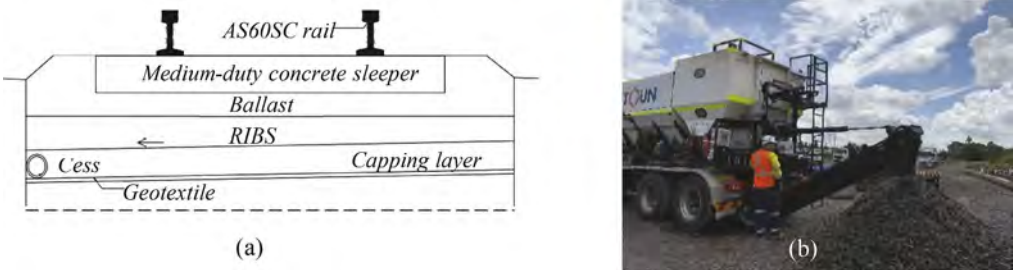 AS60SC rail
Medium-duty concrete sleeper
Ballast
RIBS
Cess
Capping layer
Geotextile
(a)
(b)